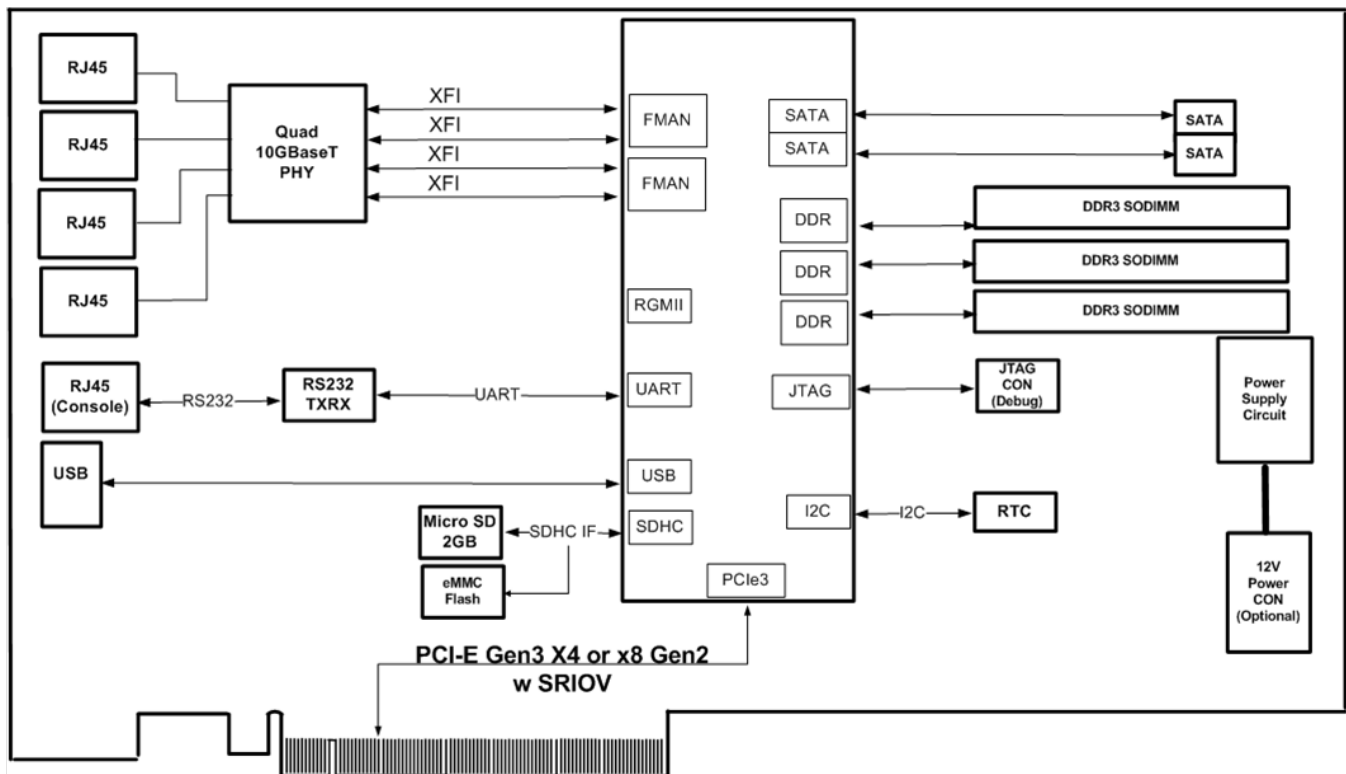 RJ45
RJ45
RJ45
RJ45
Quad
10GBaseT
PHY
XFI
XFI
XFI
XFI
FMAN
FMAN
RGMII
UART
USB
SDHC
PCIe3
SATA
SATA
DDR
DDR
DDR
JTAG
I2C
SATA
SATA
DDR3 SODIMM
DDR3 SODIMM
DDR3 SODIMM
RJ45
(Console)
RS232
RS232
TXRX
UART
USB
Micro SD
2GB
SDHC IF
eMMC
Flash
JTAG
CON
(Debug)
I2C
RTC
Power
Supply
Circuit
12V
Power
CON
(Optional)
PCI-E Gen3 X4 or x8 Gen2
w SRIOV